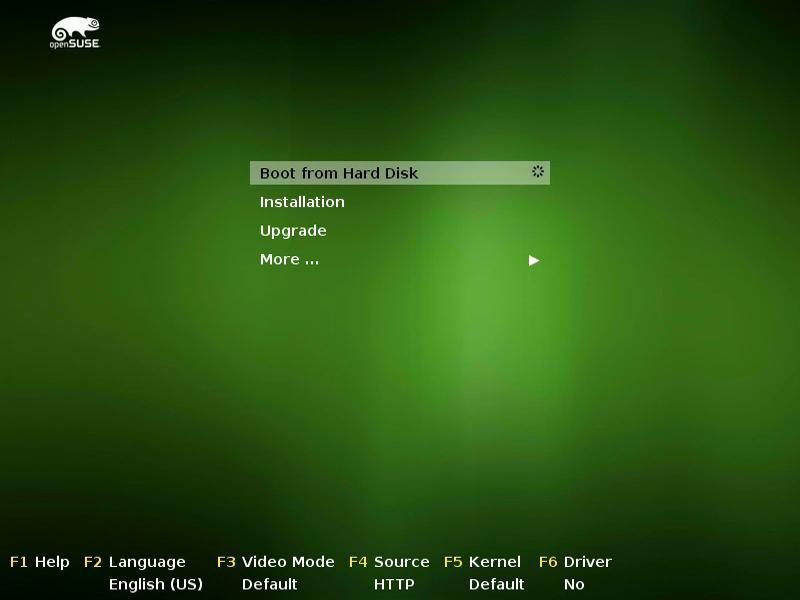 openSUSE
Boot from Hard Disk
Installation
Upgrade
More ...
F1 Help F2 Language F3 Video Mode F4 Source F5 Kernel F6 Driver
English (US) Default HTTP Default No